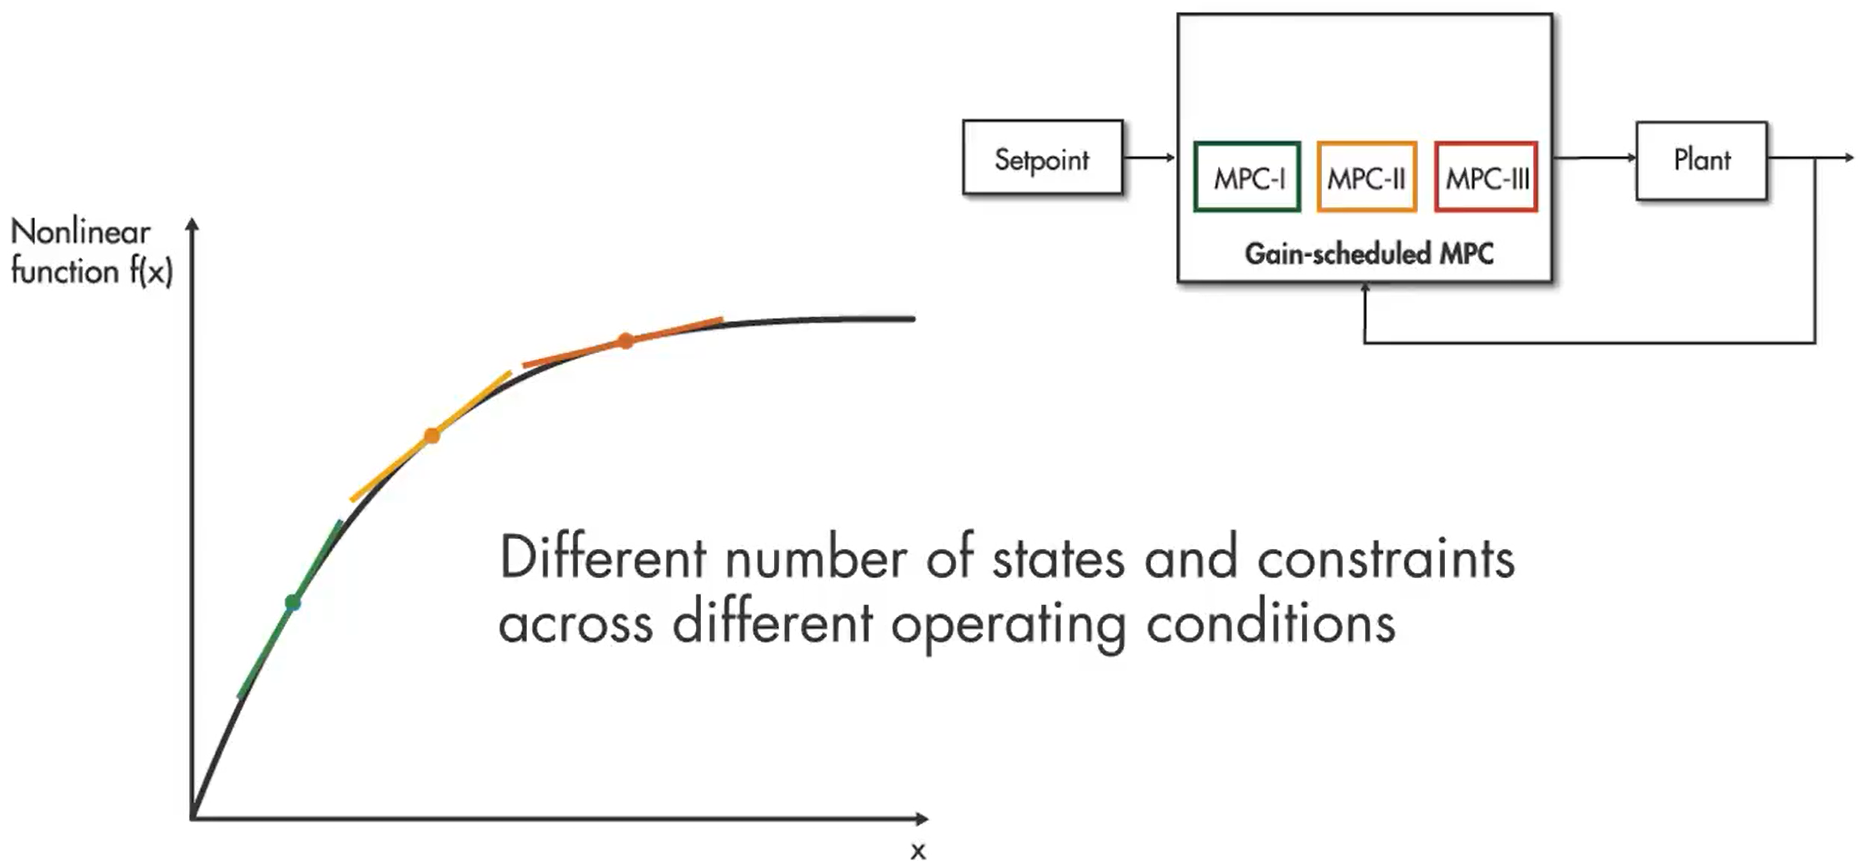 Setpoint
MPC-I
MPC-II
MPC-III
Gain-scheduled MPC
Plant
Nonlinear
function f(x)
Different number of states and constraints
across different operating conditions
x